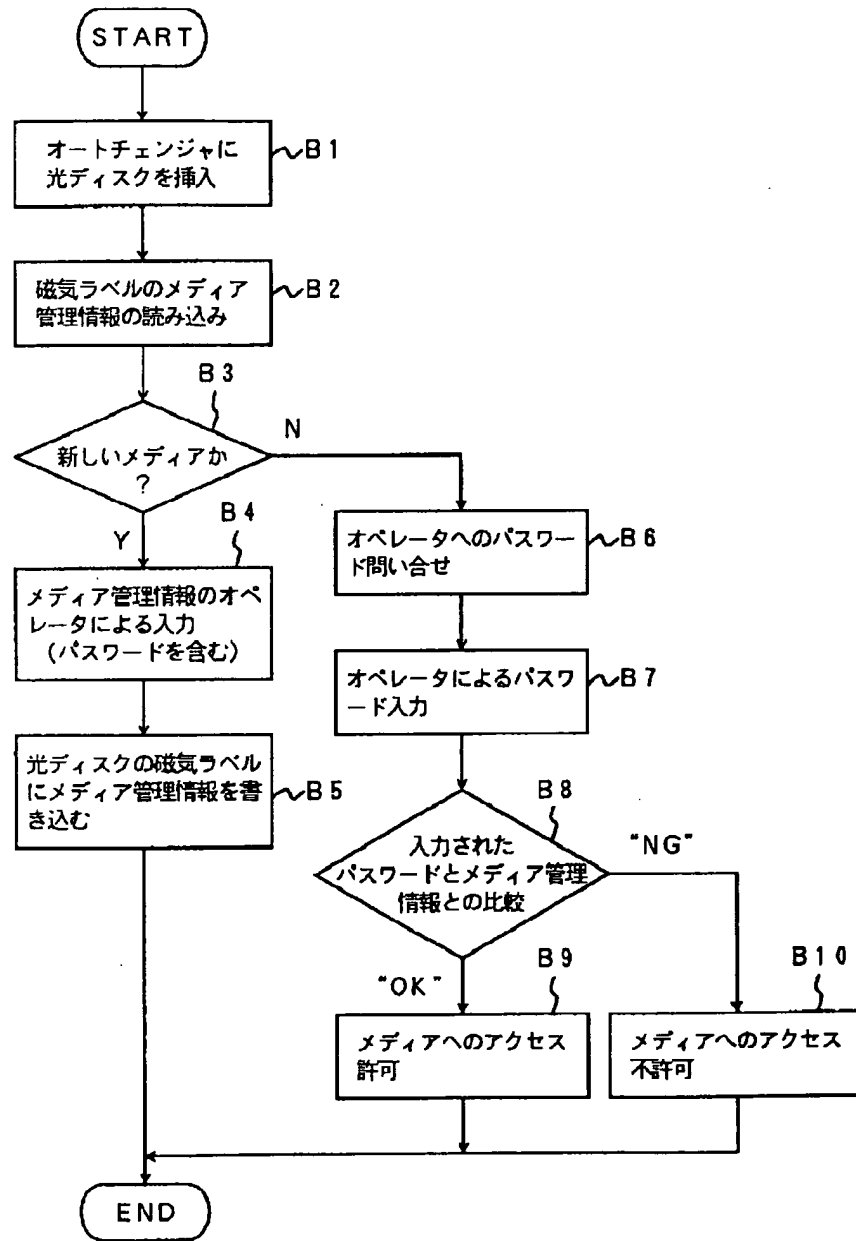 START
オートチェンジャに
光ディスクを挿入
B1
磁気ラベルのメディア
管理情報の読み込み
B2
B3
新しいメディアか
?
N
Y
B4
メディア管理情報のオペ
レータによる入力
(パスワードを含む)
光ディスクの磁気ラベル
にメディア管理情報を書
き込む
B5
オペレータへのパスワー
ド問い合せ
B6
オペレータによるパスワ
ード入力
B7
B8
入力された
パスワードとメディア管理
情報との比較
"NG"
"OK"
B9
メディアへのアクセス
許可
B10
メディアへのアクセス
不許可
END